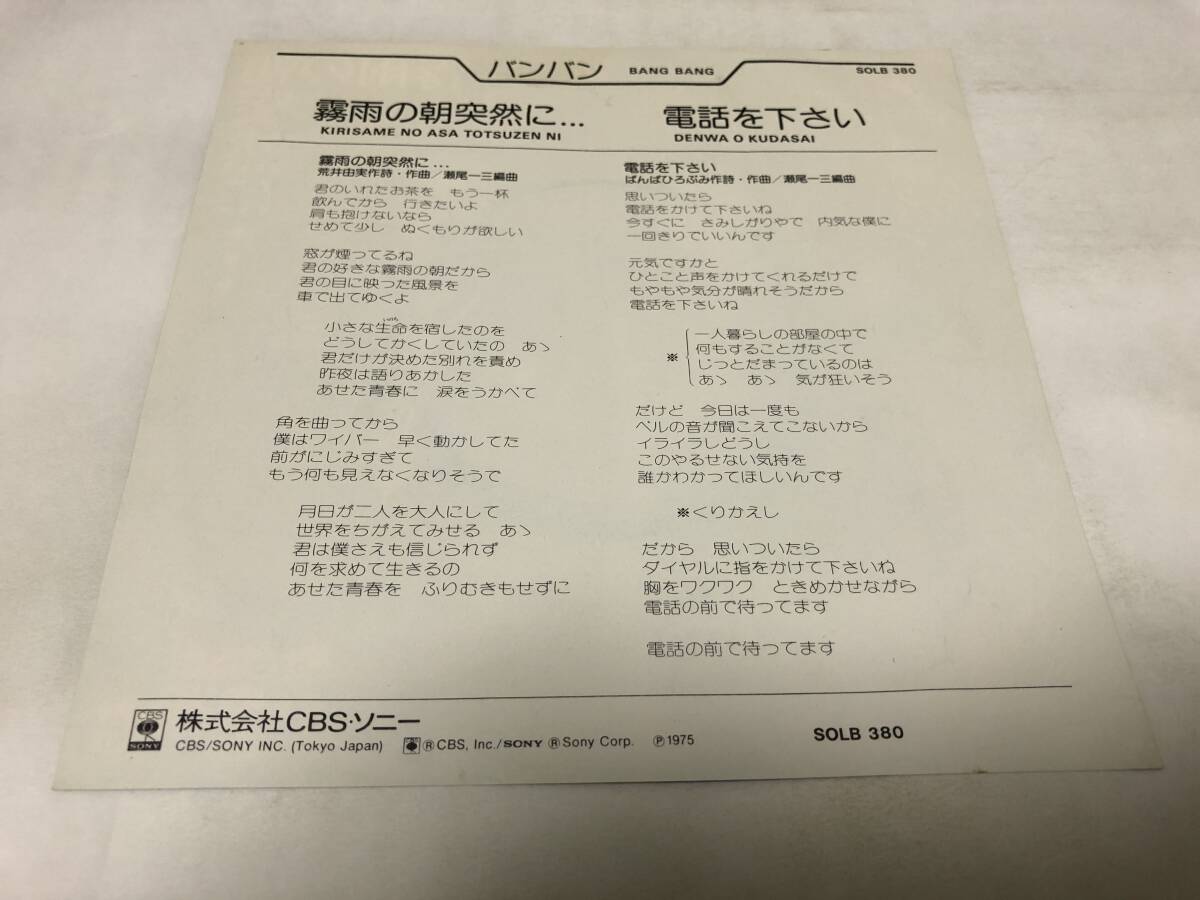 バンバン BANG BANG
SOLB 380
霧雨の朝突然に…
KIRISAME NO ASA TOTSUZEN NI
電話を下さい
DENWA O KUDASAI
霧雨の朝突然に…
荒井由実作詩・作曲／瀬尾一三編曲
君のいれたお茶を もう一杯
飲んでから 行きたいよ
肩も抱けないなら
せめて少し ぬくもりが欲しい
窓が煙ってるね
君の好きな霧雨の朝だから
君の目に映った風景を
車で出てゆくよ
小さな生命を宿したのを
いのち
どうしてかくしていたの あゝ
君だけが決めた別れを責め
昨夜は語りあかした
あせた青春に 涙をうかべて
角を曲ってから
僕はワイパー 早く動かしてた
前がにじみすぎて
もう何も見えなくなりそうで
月日が二人を大人にして
世界をちがえてみせる あゝ
君は僕さえも信じられず
何を求めて生きるの
あせた青春を ふりむきもせずに
電話を下さい
ばんばひろふみ作詩・作曲／瀬尾一三編曲
思いついたら
電話をかけて下さいね
今すぐに さみしがりやで 内気な僕に
一回きりでいいんです
元気ですかと
ひとこと声をかけてくれるだけで
もやもや気分が晴れそうだから
電話を下さいね
※
一人暮らしの部屋の中で
何もすることがなくて
じっとだまっているのは
あゝ あゝ 気が狂いそう
だけど 今日は一度も
ベルの音が聞こえてこないから
イライラしどうし
このやるせない気持を
誰かわかってほしいんです
※くりかえし
だから 思いついたら
ダイヤルに指をかけて下さいね
胸をワクワク ときめかせながら
電話の前で待ってます
電話の前で待ってます
CBS
SONY
株式会社CBS・ソニー
CBS/SONY INC. (Tokyo Japan)
®CBS, Inc./SONY ®Sony Corp. ℗1975
SOLB 380